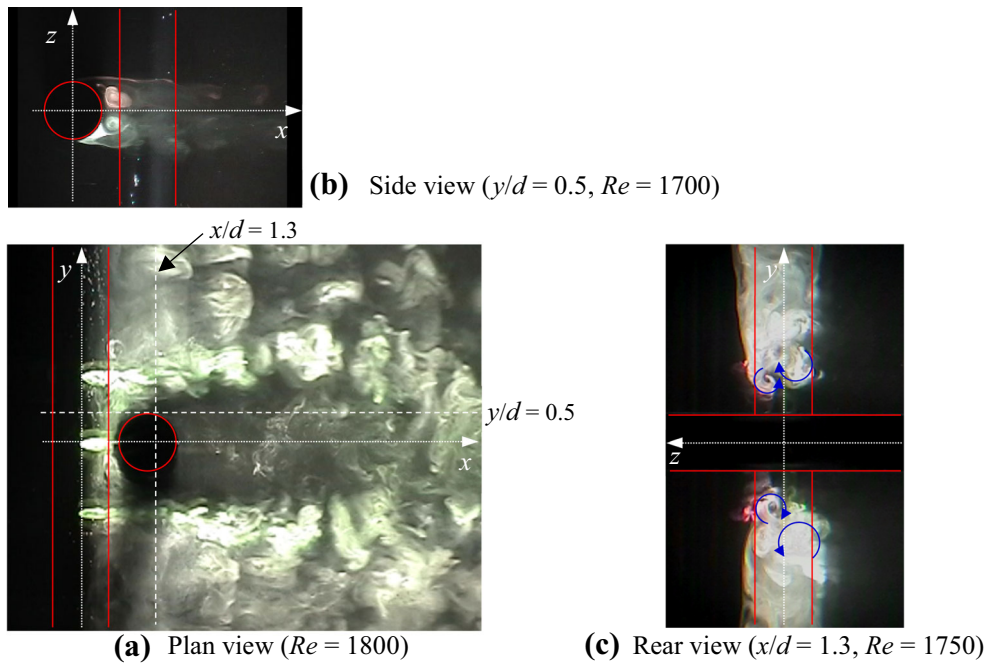 z
x
(b) Side view (y/d = 0.5, Re = 1700)
x/d = 1.3
y
y/d = 0.5
x
(a) Plan view (Re = 1800)
y
z
(c) Rear view (x/d = 1.3, Re = 1750)